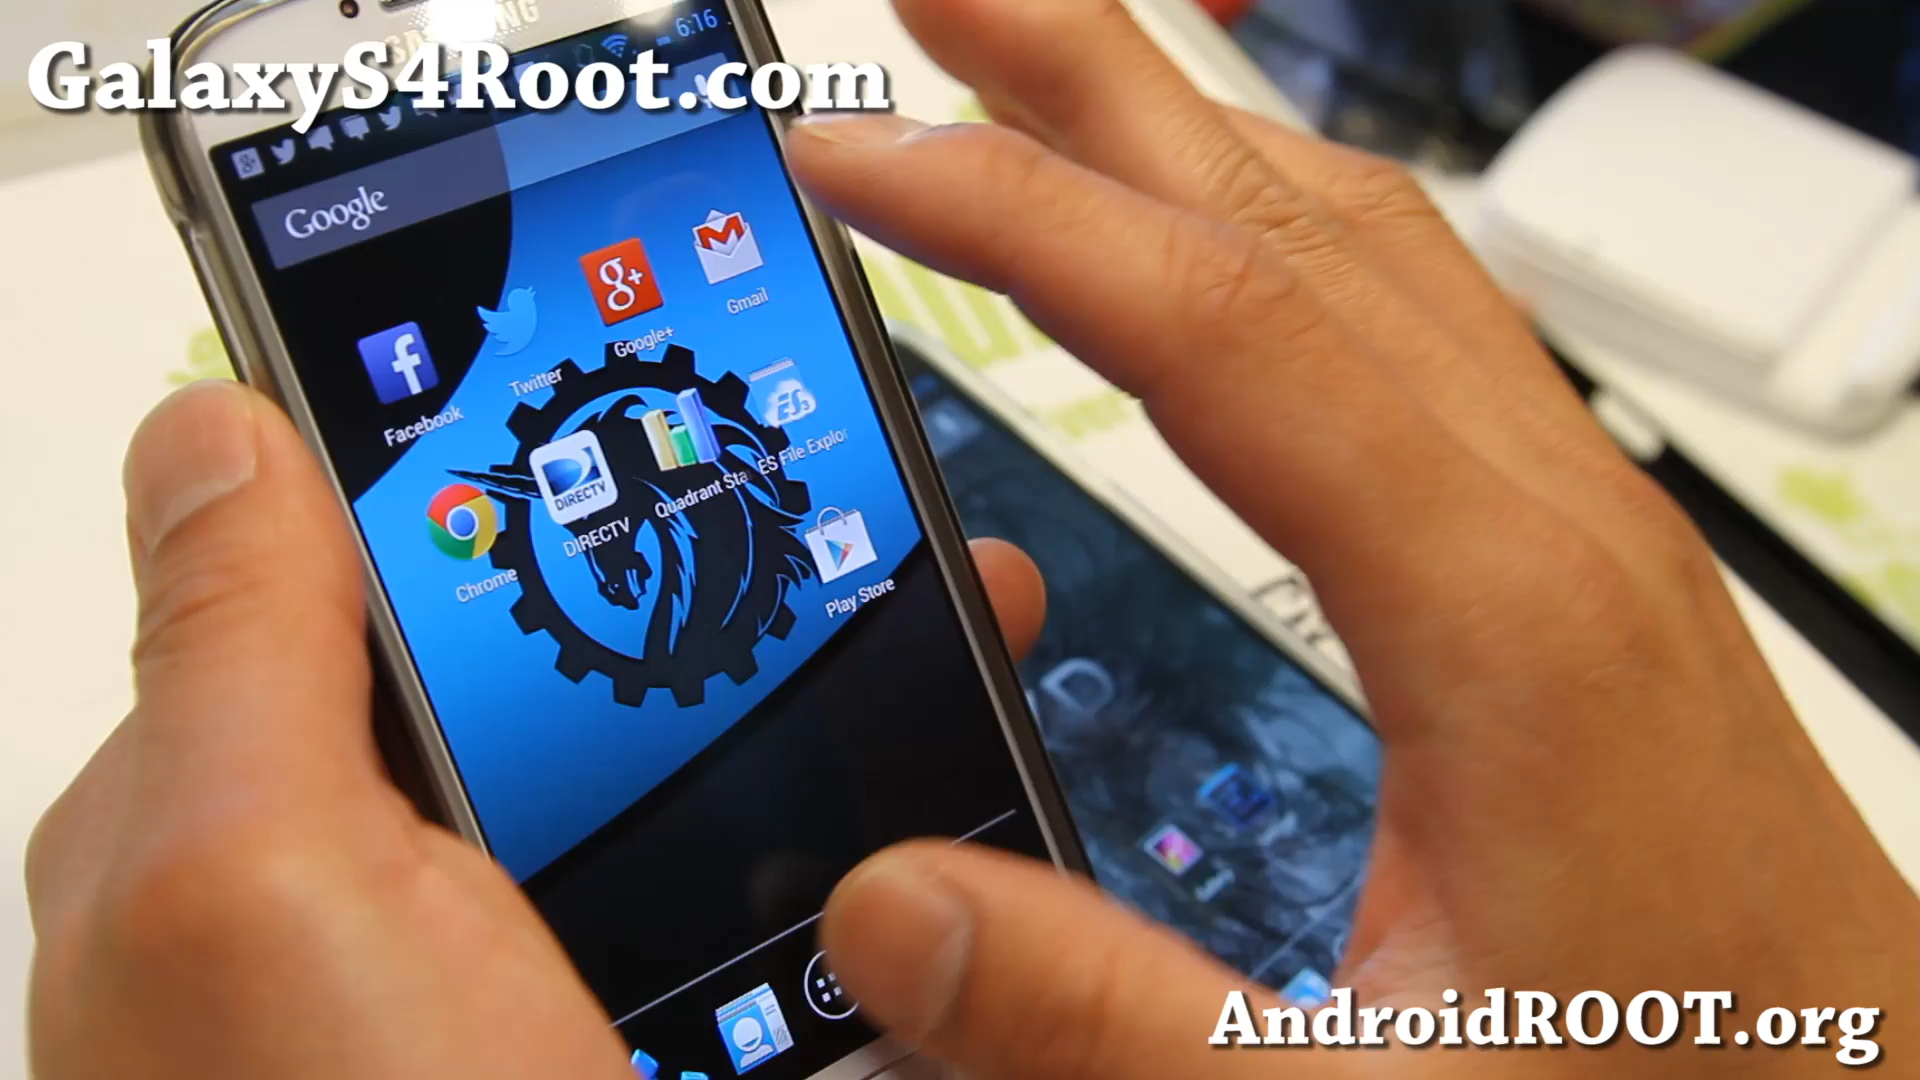 SAMSUNG
6:16
GalaxyS4Root.com
Google
Gmail
Google+
Twitter
Facebook
ES File Explor
Quadrant Sta
DIRECTV
DIRECTV
Chrome
Play Store
AndroidROOT.org